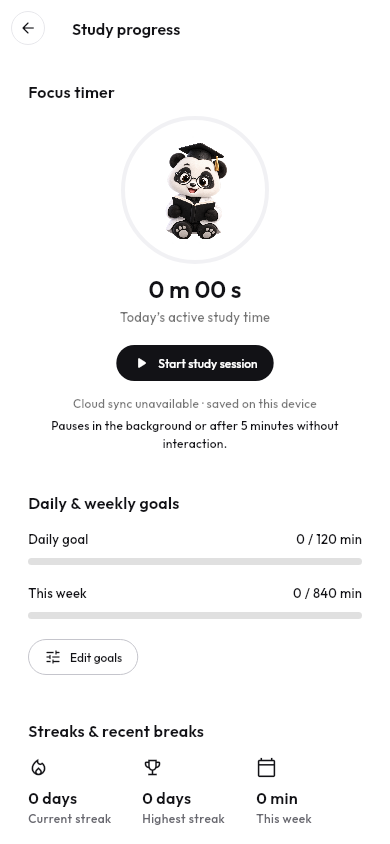 Study progress
Focus timer
0 m 00 s
Today's active study time
Start study session
Cloud sync unavailable · saved on this device
Pauses in the background or after 5 minutes without
interaction.
Daily & weekly goals
Daily goal 0 / 120 min
This week 0 / 840 min
Edit goals
Streaks & recent breaks
0 days 0 days 0 min
Current streak Highest streak This week